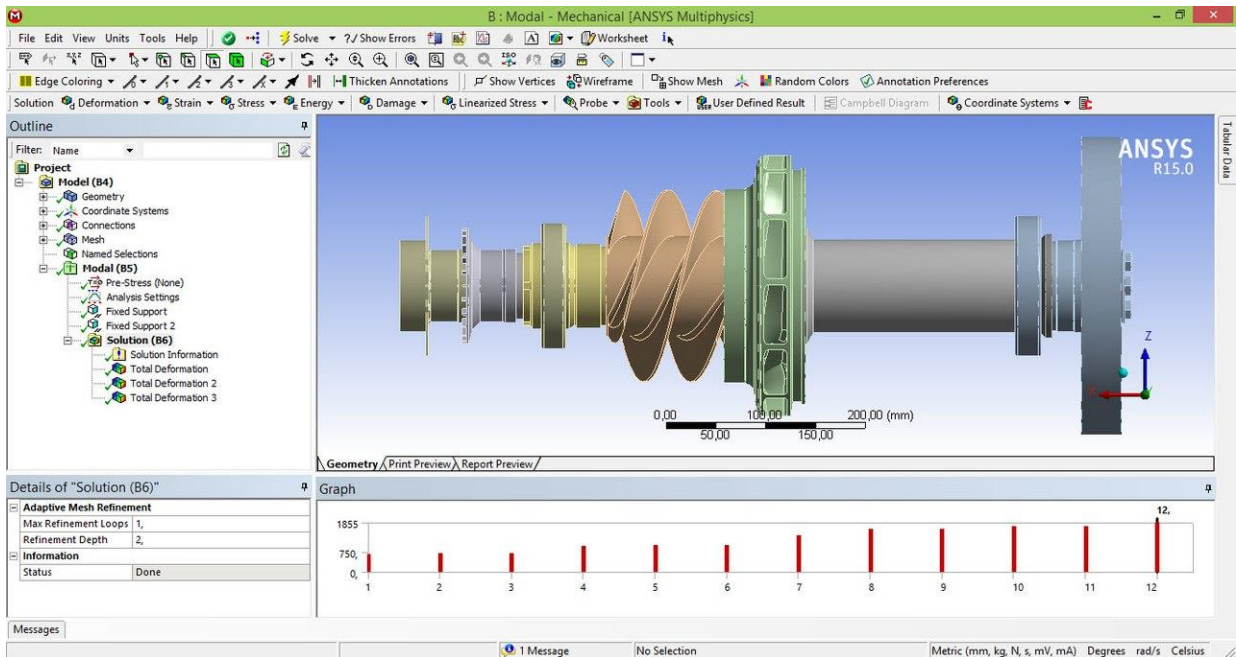 B : Modal - Mechanical [ANSYS Multiphysics]
File Edit View Units Tools Help Solve ?/ Show Errors A Worksheet
Edge Coloring Thicken Annotations Show Vertices Wireframe Show Mesh Random Colors Annotation Preferences
Solution Deformation Strain Stress Energy Damage Linearized Stress Probe Tools User Defined Result Campbell Diagram Coordinate Systems
Outline
Filter: Name
Project
Model (B4)
Geometry
Coordinate Systems
Connections
Mesh
Named Selections
Modal (B5)
Pre-Stress (None)
Analysis Settings
Fixed Support
Fixed Support 2
Solution (B6)
Solution Information
Total Deformation
Total Deformation 2
Total Deformation 3
ANSYS
R15.0
Z
0,00 100,00 200,00 (mm)
50,00 150,00
Geometry Print Preview Report Preview
Tabular Data
Details of "Solution (B6)"
Adaptive Mesh Refinement
Max Refinement Loops 1,
Refinement Depth 2,
Information
Status Done
Graph
12,
1855
750,
0,
1 2 3 4 5 6 7 8 9 10 11 12
Messages
1 Message No Selection Metric (mm, kg, N, s, mV, mA) Degrees rad/s Celsius